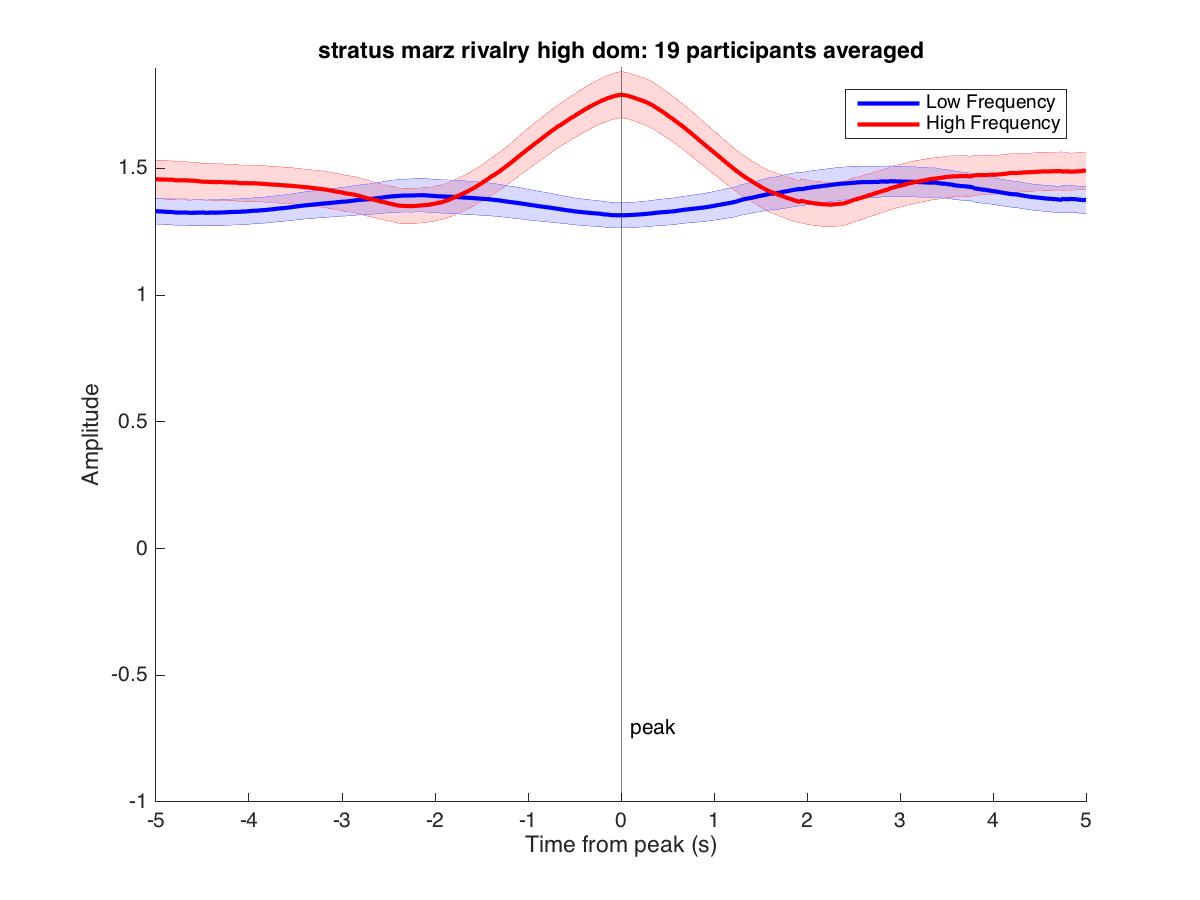 stratus marz rivalry high dom: 19 participants averaged
Low Frequency
High Frequency
1.5
1
0.5
0
-0.5
-1
Amplitude
peak
-5 -4 -3 -2 -1 0 1 2 3 4 5
Time from peak (s)